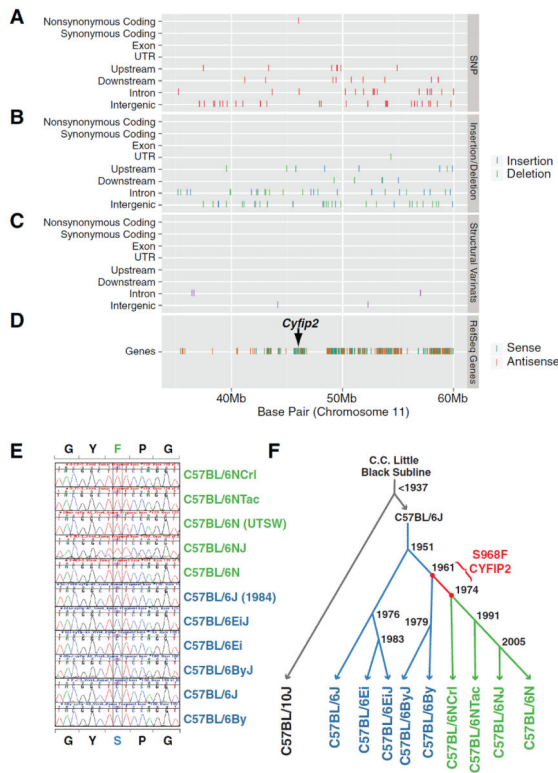 A
Nonsynonymous Coding
Synonymous Coding
Exon
UTR
Upstream
Downstream
Intron
Intergenic
SNP
B
Nonsynonymous Coding
Synonymous Coding
Exon
UTR
Upstream
Downstream
Intron
Intergenic
Insertion/Deletion
Insertion
Deletion
C
Nonsynonymous Coding
Synonymous Coding
Exon
UTR
Upstream
Downstream
Intron
Intergenic
Structural Varinats
D
Cyfip2
Genes
RefSeq Genes
Sense
Antisense
40Mb 50Mb 60Mb
Base Pair (Chromosome 11)
E
G Y F P G
C57BL/6NCrl
C57BL/6NTac
C57BL/6N (UTSW)
C57BL/6NJ
C57BL/6N
C57BL/6J (1984)
C57BL/6EiJ
C57BL/6Ei
C57BL/6ByJ
C57BL/6J
C57BL/6By
G Y S P G
F
C.C. Little
Black Subline
<1937
C57BL/6J
1951
1961
S968F
CYFIP2
1974
1976
1979
1983
1991
2005
C57BL/10J
C57BL/6J
C57BL/6Ei
C57BL/6EiJ
C57BL/6ByJ
C57BL/6By
C57BL/6NCrl
C57BL/6NTac
C57BL/6NJ
C57BL/6N